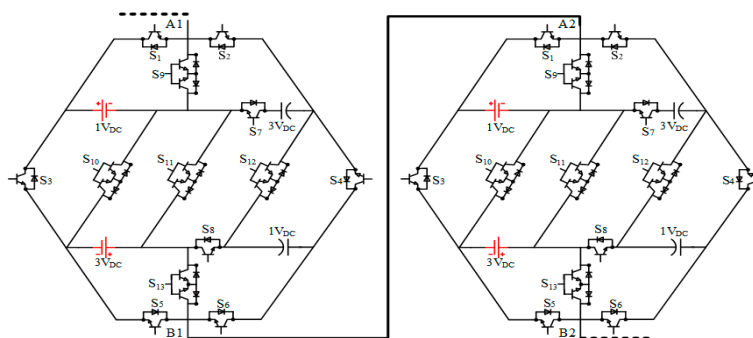 A1 A2
S1 S2 S1 S2
S9 S9
+ - + -
S7 S7
1VDC 3VDC 1VDC 3VDC
S10 S11 S12 S10 S11 S12
S3 S4 S3 S4
S8 1VDC S8 1VDC
- + - +
3VDC 3VDC
S13 S13
S5 S6 S5 S6
B1 B2